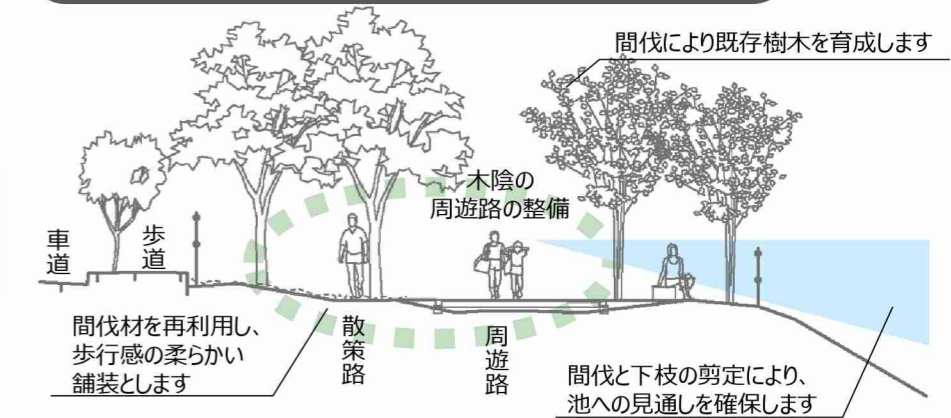 間伐により既存樹木を育成します
木陰の
周遊路の整備
車道
歩道
間伐材を再利用し、
歩行感の柔らかい
舗装とします
散策路
周遊路
間伐と下枝の剪定により、
池への見通しを確保します